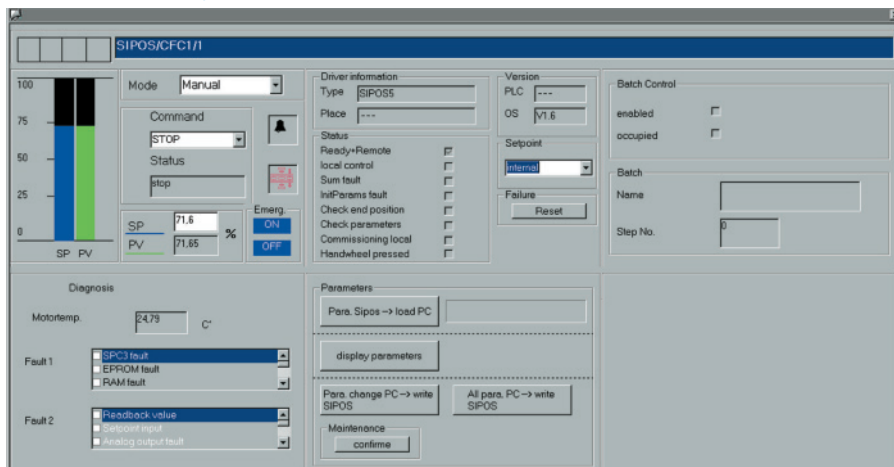 SIPOS/CFC1/1
100
75
50
25
0
SP PV
Mode Manual
Command
STOP
Status
stop
SP 71,6
PV 71,65
%
Emerg.
ON
OFF
Driver information
Type SIPOS5
Place ---
Status
Ready+Remote
local control
Sum fault
InitParams fault
Check end position
Check parameters
Commissioning local
Handwheel pressed
Version
PLC ---
OS V1.6
Setpoint
internal
Failure
Reset
Batch Control
enabled
occupied
Batch
Name
Step No. 0
Diagnosis
Motortemp. 24,79 C°
Fault 1
SPC3 fault
EPROM fault
RAM fault
Fault 2
Readback value
Setpoint input
Analog output fault
Parameters
Para. Sipos --> load PC
display parameters
Para. change PC --> write
SIPOS
All para. PC --> write
SIPOS
Maintenance
confirme